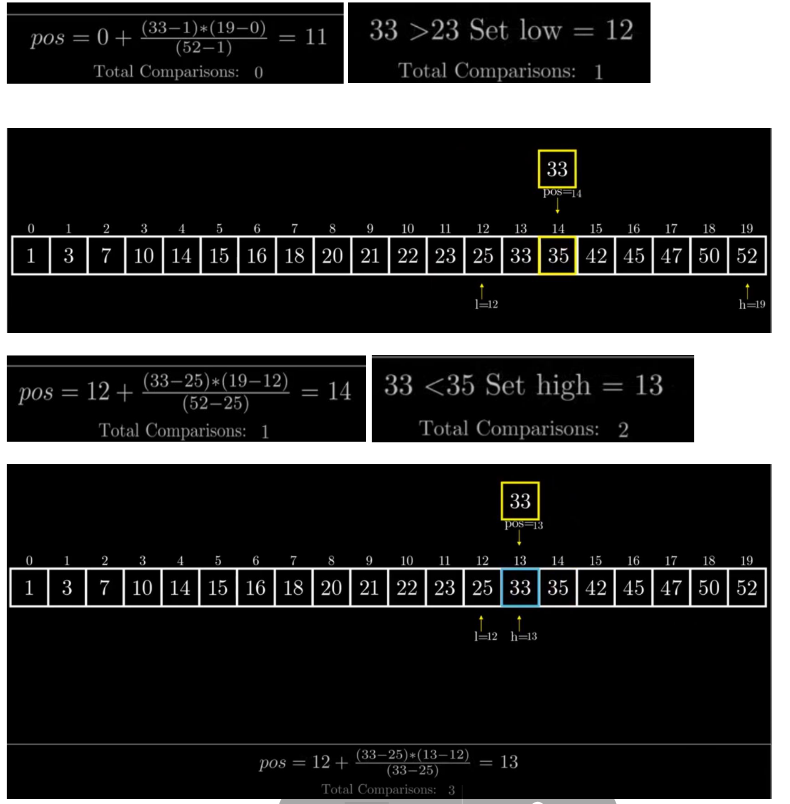 pos = 0 + (33−1)∗(19−0)/(52−1) = 11
Total Comparisons: 0
33 >23 Set low = 12
Total Comparisons: 1
33
pos=14
0 1 2 3 4 5 6 7 8 9 10 11 12 13 14 15 16 17 18 19
1 3 7 10 14 15 16 18 20 21 22 23 25 33 35 42 45 47 50 52
l=12 h=19
pos = 12 + (33−25)∗(19−12)/(52−25) = 14
Total Comparisons: 1
33 <35 Set high = 13
Total Comparisons: 2
33
pos=13
0 1 2 3 4 5 6 7 8 9 10 11 12 13 14 15 16 17 18 19
1 3 7 10 14 15 16 18 20 21 22 23 25 33 35 42 45 47 50 52
l=12 h=13
pos = 12 + (33−25)∗(13−12)/(33−25) = 13
Total Comparisons: 3